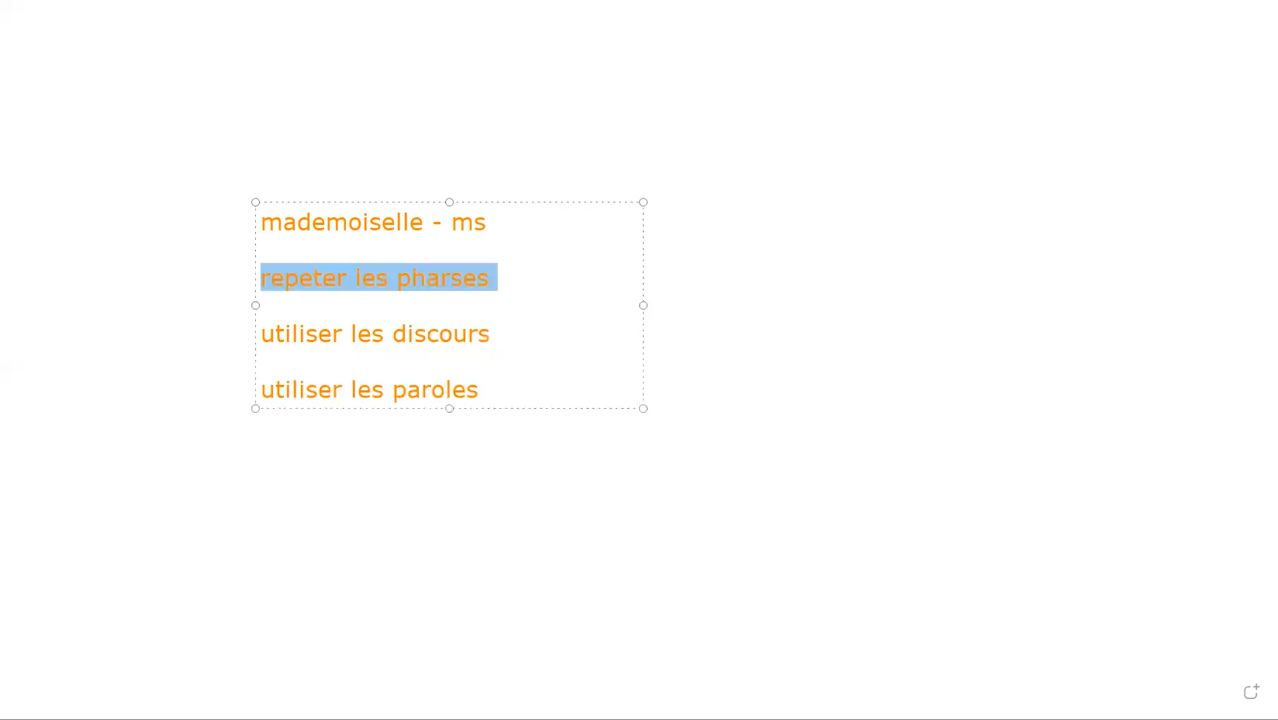 mademoiselle - ms
repeter les pharses
utiliser les discours
utiliser les paroles